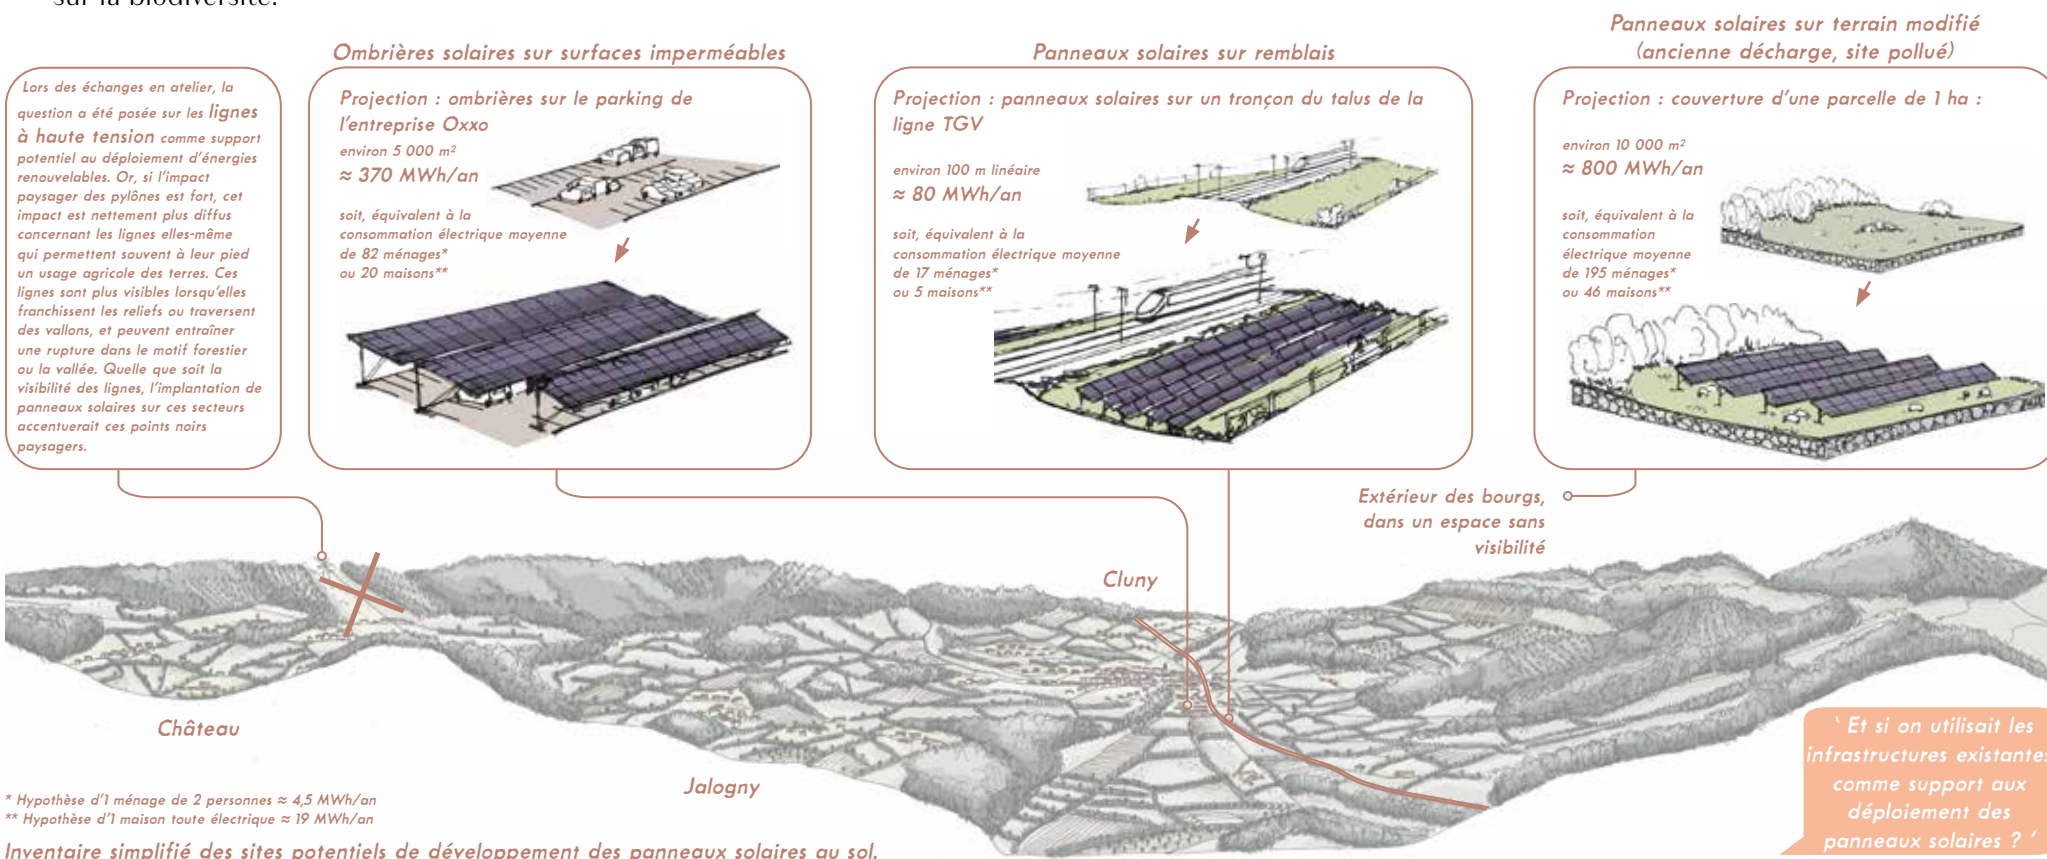 sur la biodiversité.
Lors des échanges en atelier, la
question a été posée sur les lignes
à haute tension comme support
potentiel au déploiement d'énergies
renouvelables. Or, si l'impact
paysager des pylônes est fort, cet
impact est nettement plus diffus
concernant les lignes elles-même
qui permettent souvent à leur pied
un usage agricole des terres. Ces
lignes sont plus visibles lorsqu'elles
franchissent les reliefs ou traversent
des vallons, et peuvent entraîner
une rupture dans le motif forestier
ou la vallée. Quelle que soit la
visibilité des lignes, l'implantation de
panneaux solaires sur ces secteurs
accentuerait ces points noirs
paysagers.
Ombrières solaires sur surfaces imperméables
Projection : ombrières sur le parking de
l'entreprise Oxxo
environ 5 000 m²
≈ 370 MWh/an
soit, équivalent à la
consommation électrique moyenne
de 82 ménages*
ou 20 maisons**
Panneaux solaires sur remblais
Projection : panneaux solaires sur un tronçon du talus de la
ligne TGV
environ 100 m linéaire
≈ 80 MWh/an
soit, équivalent à la
consommation électrique moyenne
de 17 ménages*
ou 5 maisons**
Panneaux solaires sur terrain modifié
(ancienne décharge, site pollué)
Projection : couverture d'une parcelle de 1 ha :
environ 10 000 m²
≈ 800 MWh/an
soit, équivalent à la
consommation
électrique moyenne
de 195 ménages*
ou 46 maisons**
Extérieur des bourgs,
dans un espace sans
visibilité
Cluny
Château
Jalogny
' Et si on utilisait les
infrastructures existantes
comme support aux
déploiement des
panneaux solaires ? '
* Hypothèse d'1 ménage de 2 personnes ≈ 4,5 MWh/an
** Hypothèse d'1 maison toute électrique ≈ 19 MWh/an
Inventaire simplifié des sites potentiels de développement des panneaux solaires au sol.